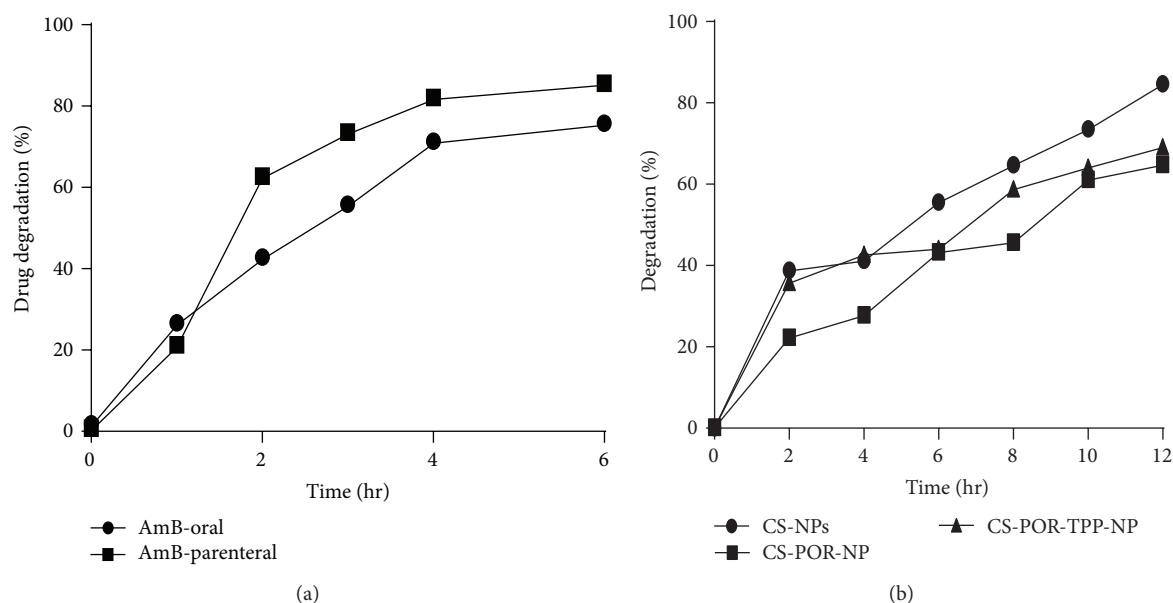 100
80
60
40
20
0
Drug degradation (%)
0 2 4 6
Time (hr)
AmB-oral
AmB-parenteral
(a)
100
80
60
40
20
0
Degradation (%)
0 2 4 6 8 10 12
Time (hr)
CS-NPs
CS-POR-NP
CS-POR-TPP-NP
(b)